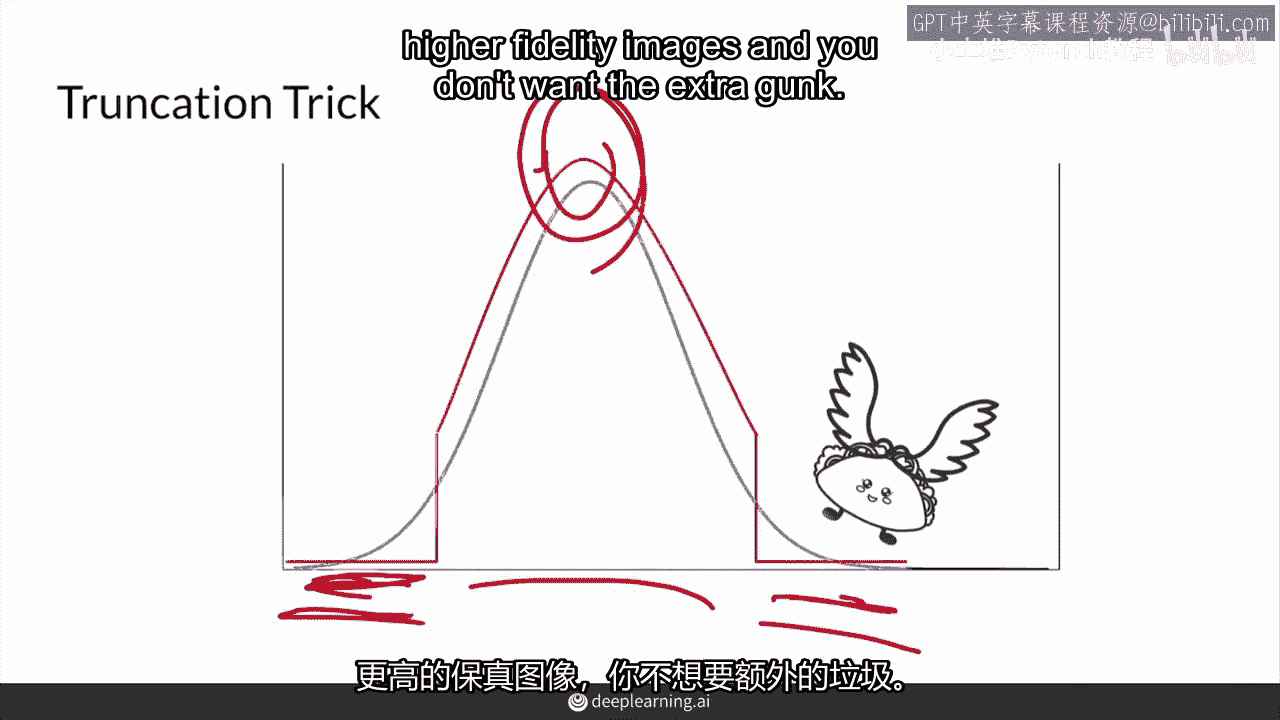 GPT中英字幕课程资源@bilibili.com
higher fidelity images and you
don't want the extra gunk.
Truncation Trick
更高的保真图像，你不想要额外的垃圾。
deeplearning.ai